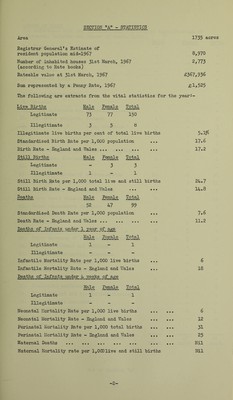 SECTION "A" - STATISTICS
Area 1735 acres
Registrar General's Estimate of
resident population mid-1967 8,970
Number of inhabited houses 31st March, 1967 2,773
(according to Rate books)
Rateable value at 31st March, 1967 £367,936
Sum represented by a Penny Rate, 1967 £1,525
The following are extracts from the vital statistics for the year:-
Live Births Male Female Total
Legitimate 73 77 150
Illegitimate 3 5 8
Illegitimate live births per cent of total live births 5.1%
Standardised Birth Rate per 1,000 population ... 17.6
Birth Rate - England and Wales ... ... ... 17.2
Still Births Male Female Total
Legitimate - 3 3
Illegitimate 1 - 1
Still Birth Rate per 1,000 total live and still births 24.7
Still Birth Rate - England and Wales ... ... 14.8
Deaths Male Female Total
52 47 99
Standardised Death Rate per 1,000 population ... 7.6
Death Rate - England and Wales ... ... ... 11.2
Deaths of Infants under 1 year of age
Male Female Total
Legitimate 1 - 1
Illegitimate - - -
Infantile Mortality Rate per 1,000 live births ... 6
Infantile Mortality Rate - England and Wales ... 18
Deaths of Infants under 4 weeks of age
Male Female Total
Legitimate 1 - 1
Illegitimate - - -
Neonatal Mortality Rate per 1,000 live births ... ... 6
Neonatal Mortality Rate - England and Wales ... ... 12
Perinatal Mortality Rate per 1,000 total births ... ... 31
Perinatal Mortality Rate - England and Wales ... ... 25
Maternal Deaths ... ... ... ... ... ... ... Nil
Maternal Mortality rate per 1,000 live and still births Nil
-2-